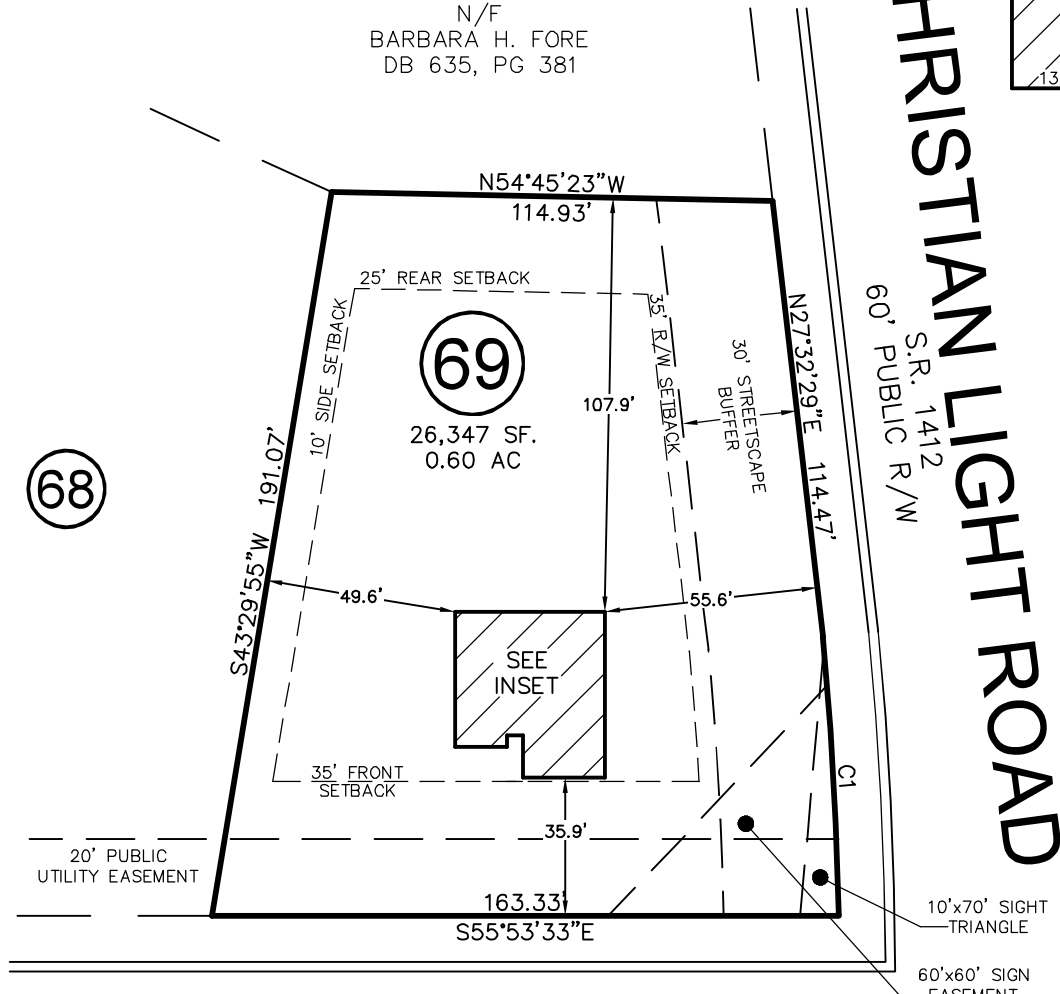 N/F
BARBARA H. FORE
DB 635, PG 381
13
HRISTIAN LIGHT ROAD
S.R. 1412
60' PUBLIC R/W
N54°45'23"W
114.93'
25' REAR SETBACK
10' SIDE SETBACK
35' R/W SETBACK
30' STREETSCAPE
BUFFER
N27°32'29"E 114.47'
69
26,347 SF.
0.60 AC
107.9'
68
S43°29'55"W 191.07'
49.6'
55.6'
SEE
INSET
35' FRONT
SETBACK
C1
35.9'
20' PUBLIC
UTILITY EASEMENT
163.33'
S55°53'33"E
10'x70' SIGHT
TRIANGLE
60'x60' SIGN
EASEMENT